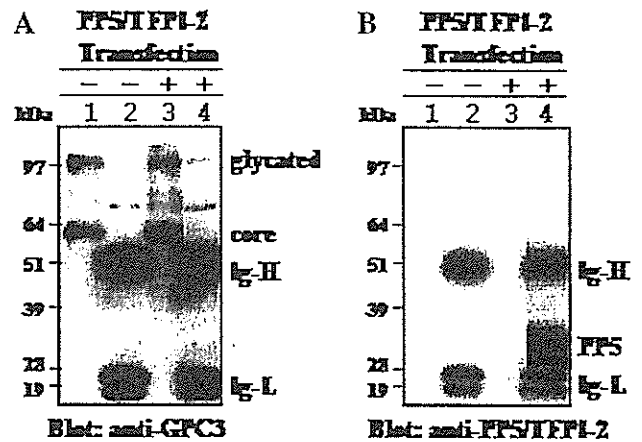 A PP5/TFPI-2
Transfection
− − + +
kDa 1 2 3 4
97
64
51
39
28
19
glycated
core
Ig-H
Ig-L
Blot: anti-GPC3
B PP5/TFPI-2
Transfection
− − + +
kDa 1 2 3 4
97
64
51
39
28
19
Ig-H
PP5
Ig-L
Blot: anti-PP5/TFPI-2